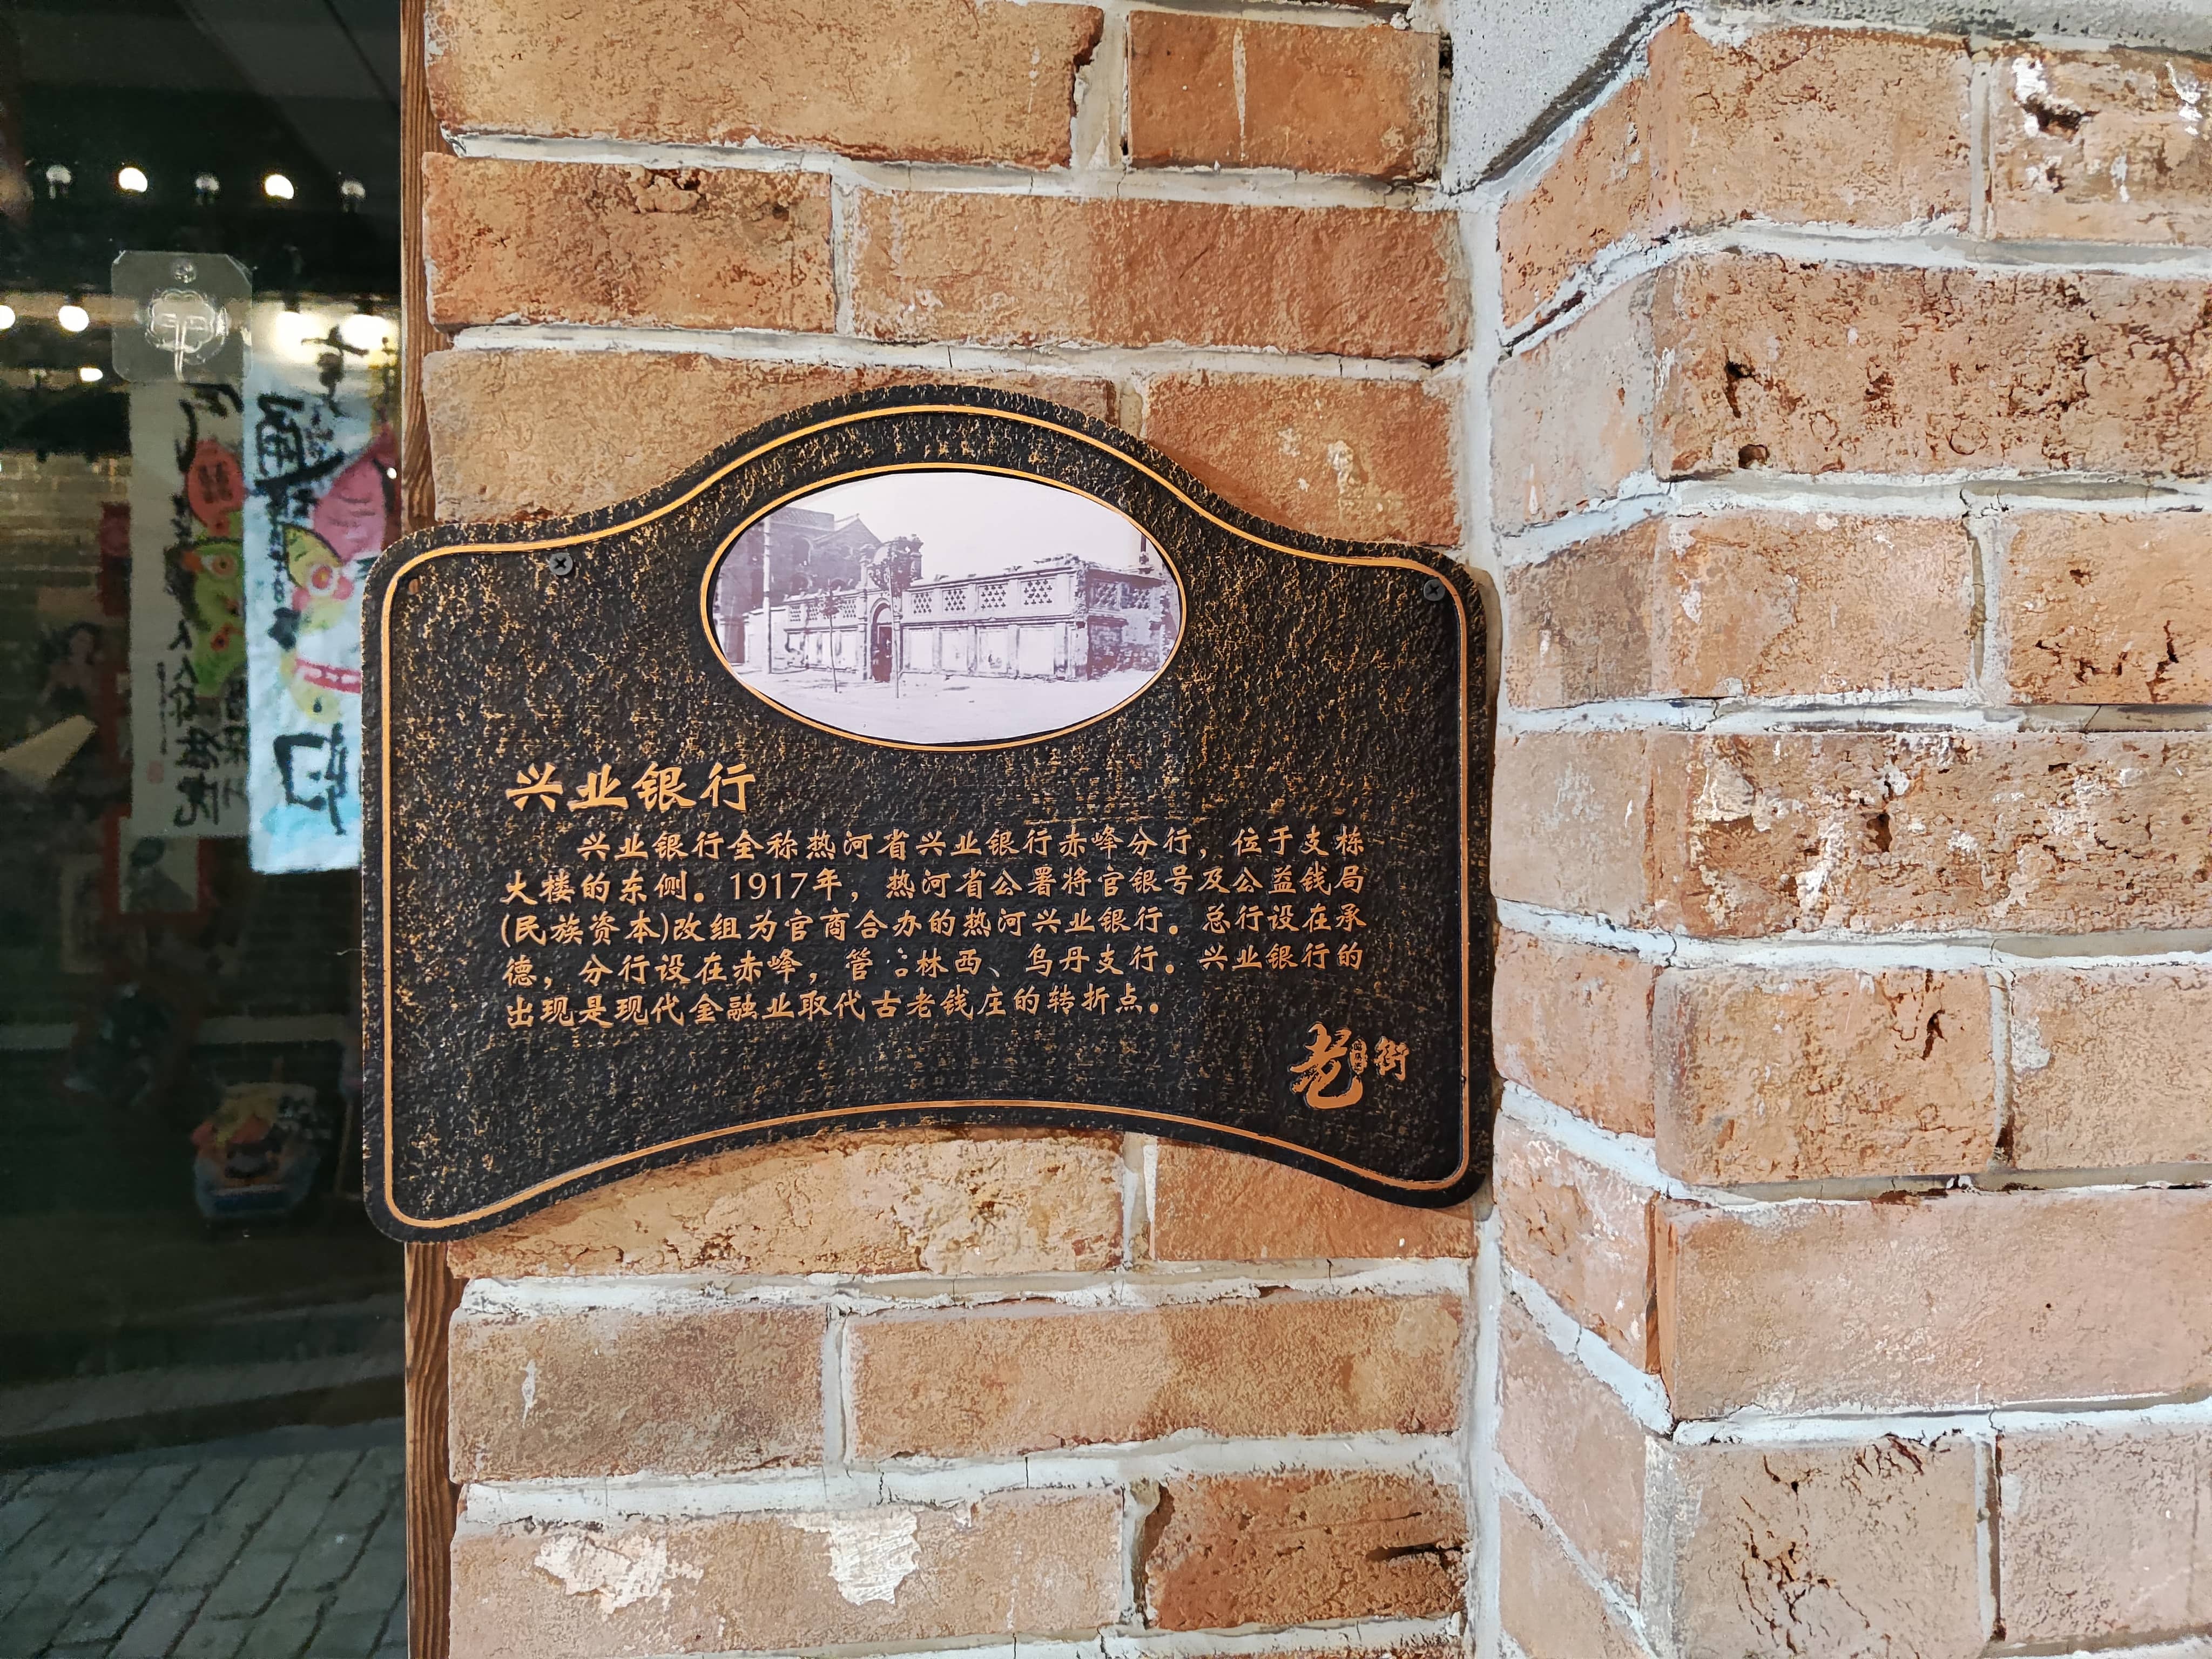 兴业银行
兴业银行全称热河省兴业银行赤峰分行，位于支栋
大楼的东侧。1917年，热河省公署将官银号及公益钱局
(民族资本)改组为官商合办的热河兴业银行。总行设在承
德，分行设在赤峰，管 林西、乌丹支行。兴业银行的
出现是现代金融业取代古老钱庄的转折点。
老 街